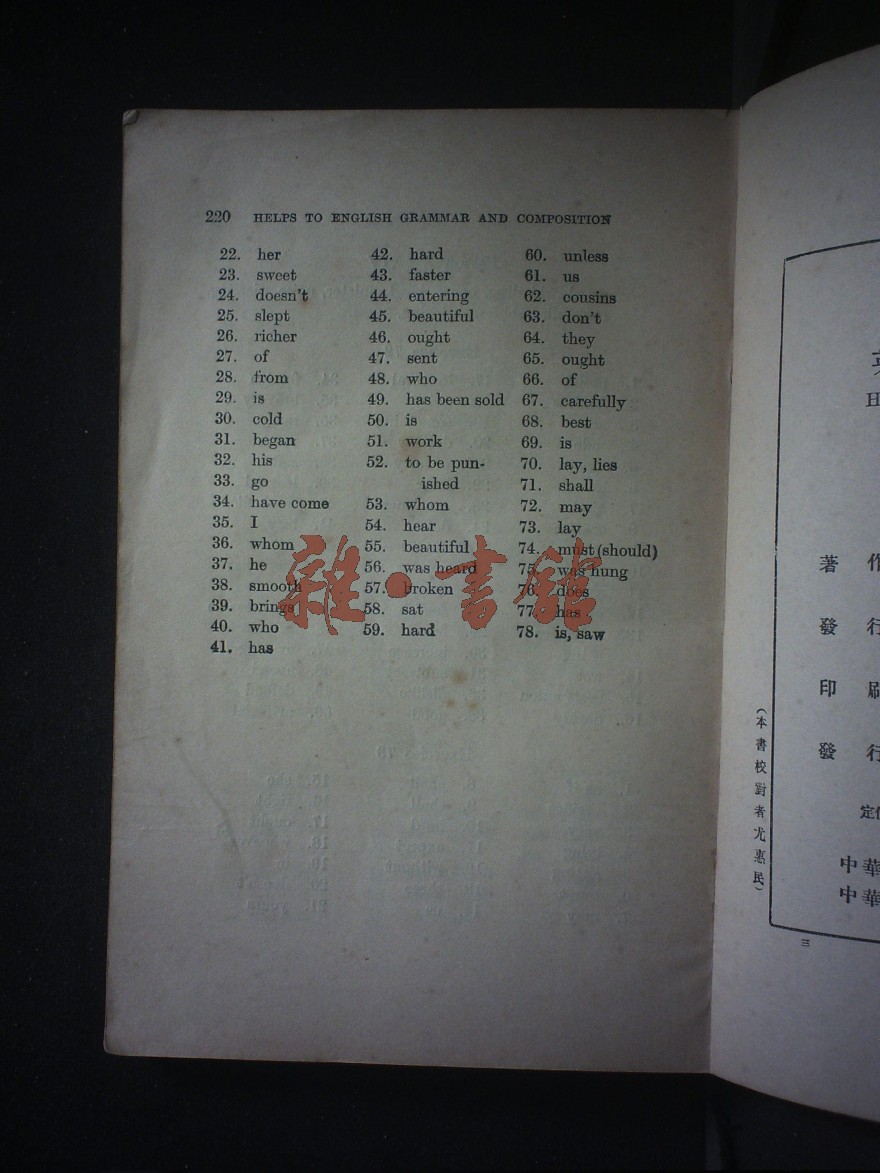 220 HELPS TO ENGLISH GRAMMAR AND COMPOSITION
22. her
23. sweet
24. doesn't
25. slept
26. richer
27. of
28. from
29. is
30. cold
31. began
32. his
33. go
34. have come
35. I
36. whom
37. he
38. smooth
39. brings
40. who
41. has
42. hard
43. faster
44. entering
45. beautiful
46. ought
47. sent
48. who
49. has been sold
50. is
51. work
52. to be pun-
ished
53. whom
54. hear
55. beautiful
56. was heard
57. broken
58. sat
59. hard
60. unless
61. us
62. cousins
63. don't
64. they
65. ought
66. of
67. carefully
68. best
69. is
70. lay, lies
71. shall
72. may
73. lay
74. must (should)
75. was hung
76. does
77. has
78. is, saw
雜·書館
H
著作
發行
印刷
發行
定價
中華
中華
(本書校對者尤惠民)
三